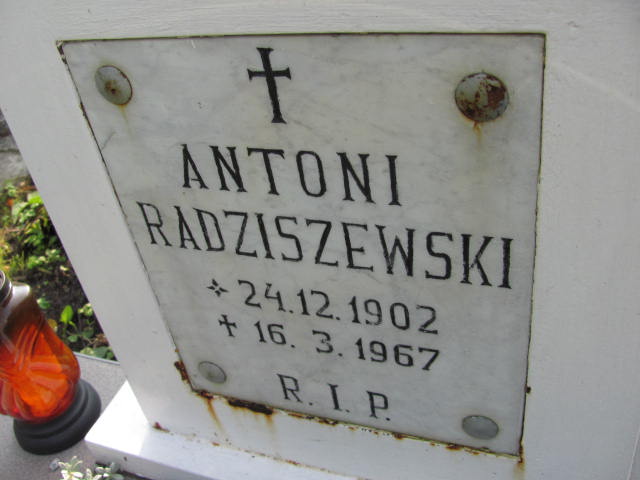 ANTONI
RADZISZEWSKI
24.12.1902
16.3.1967
R.I.P.